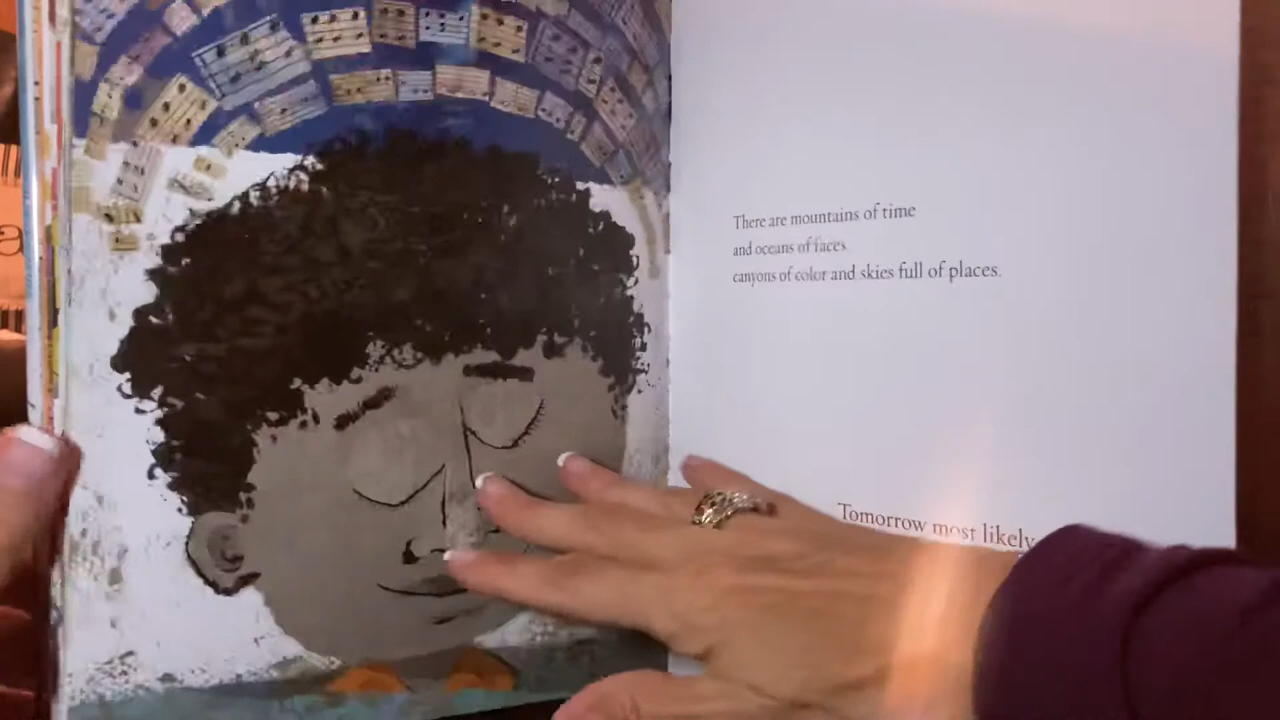 There are mountains of time
and oceans of faces
canyons of color and skies full of places.
Tomorrow most likely